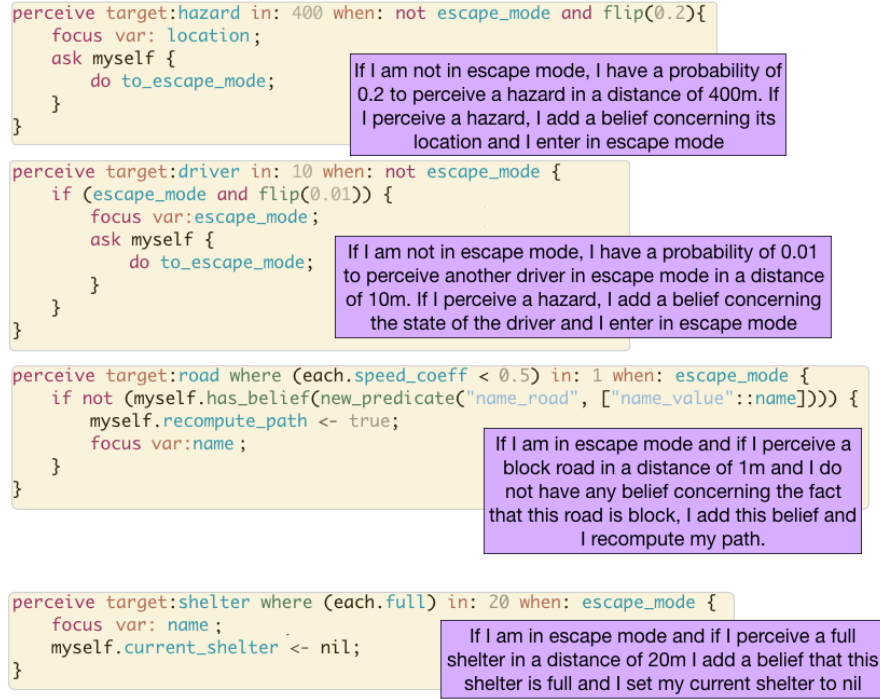 perceive target:hazard in: 400 when: not escape_mode and flip(0.2){
focus var: location;
ask myself {
do to_escape_mode;
}
}
If I am not in escape mode, I have a probability of
0.2 to perceive a hazard in a distance of 400m. If
I perceive a hazard, I add a belief concerning its
location and I enter in escape mode
perceive target:driver in: 10 when: not escape_mode {
if (escape_mode and flip(0.01)) {
focus var:escape_mode;
ask myself {
do to_escape_mode;
}
}
}
If I am not in escape mode, I have a probability of 0.01
to perceive another driver in escape mode in a distance
of 10m. If I perceive a hazard, I add a belief concerning
the state of the driver and I enter in escape mode
perceive target:road where (each.speed_coeff < 0.5) in: 1 when: escape_mode {
if not (myself.has_belief(new_predicate("name_road", ["name_value"::name]))) {
myself.recompute_path <- true;
focus var:name;
}
}
If I am in escape mode and if I perceive a
block road in a distance of 1m and I do
not have any belief concerning the fact
that this road is block, I add this belief and
I recompute my path.
perceive target:shelter where (each.full) in: 20 when: escape_mode {
focus var: name;
myself.current_shelter <- nil;
}
If I am in escape mode and if I perceive a full
shelter in a distance of 20m I add a belief that this
shelter is full and I set my current shelter to nil